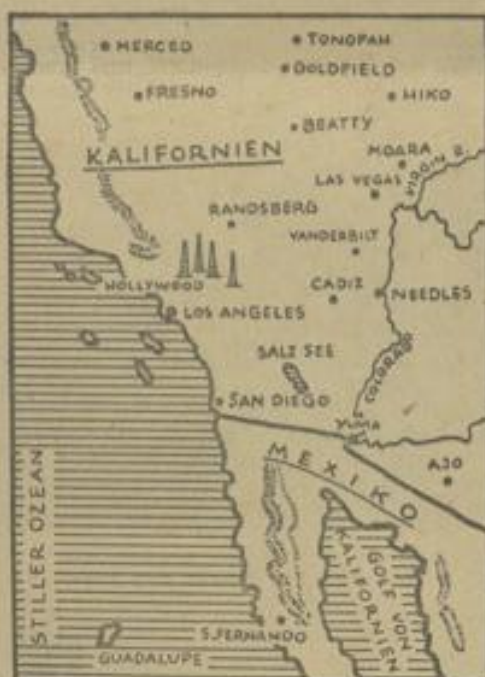 MERCED
TONOPAH
GOLDFIELD
FRESNO
HIKO
BEATTY
KALIFORNIEN
MOARA
VIRGIN R.
LAS VEGAS
RANDSBERG
VANDERBILT
HOLLYWOOD
CADIZ
NEEDLES
LOS ANGELES
SALZ SEE
COLORADO
SAN DIEGO
YUMA
MEXIKO
AJO
STILLER OZEAN
GOLF VON
KALIFORNIEN
S.FERNANDO
GUADALUPE